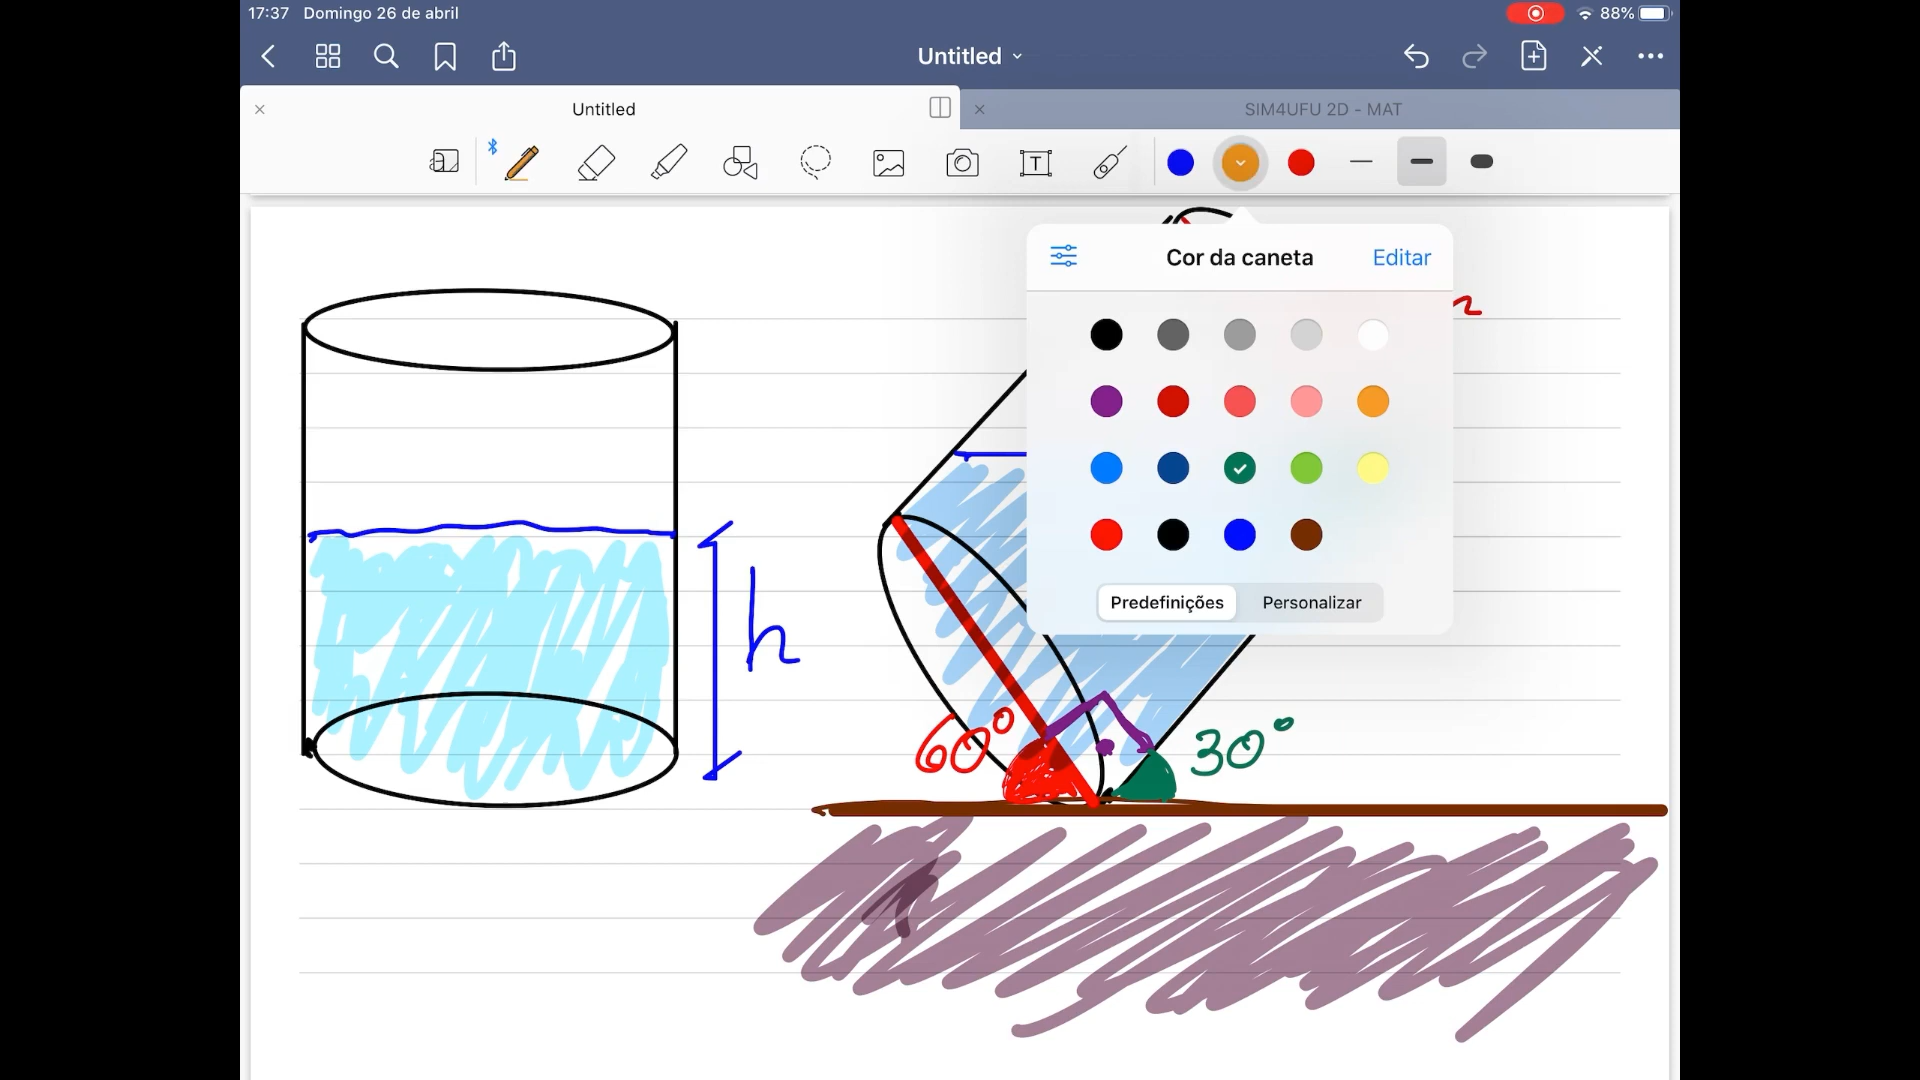 17:37 Domingo 26 de abril
88%
Untitled
Untitled
SIM4UFU 2D - MAT
T
Cor da caneta
Editar
Predefinições
Personalizar
h
60°
30°